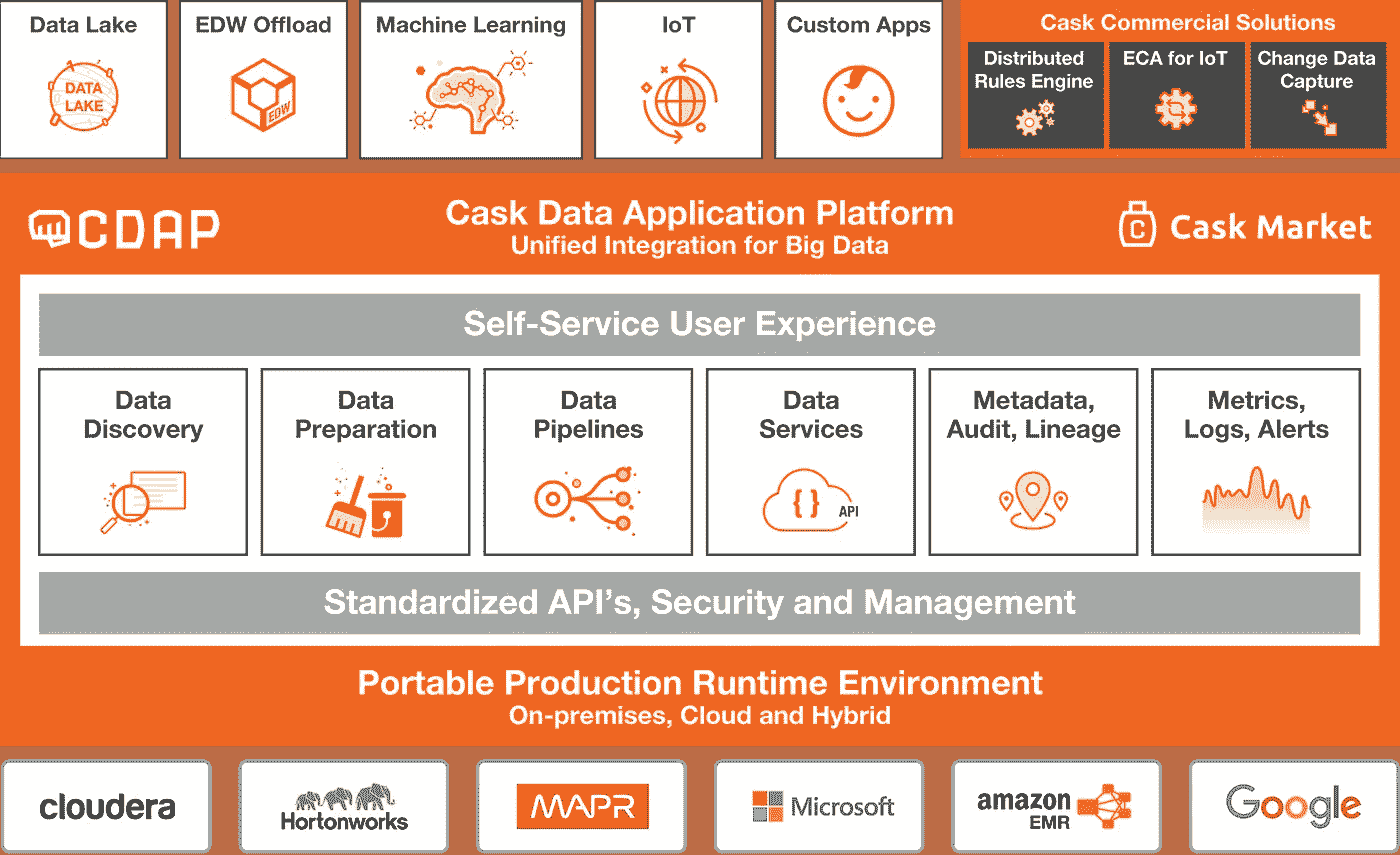 Data Lake
DATA
LAKE
EDW Offload
EDW
Machine Learning
IoT
Custom Apps
Cask Commercial Solutions
Distributed
Rules Engine
ECA for IoT
Change Data
Capture
CDAP
Cask Data Application Platform
Unified Integration for Big Data
C
Cask Market
Self-Service User Experience
Data
Discovery
Data
Preparation
Data
Pipelines
Data
Services
{ } API
Metadata,
Audit, Lineage
Metrics,
Logs, Alerts
Standardized API's, Security and Management
Portable Production Runtime Environment
On-premises, Cloud and Hybrid
cloudera
Hortonworks
MAPR
Microsoft
amazon
EMR
Google